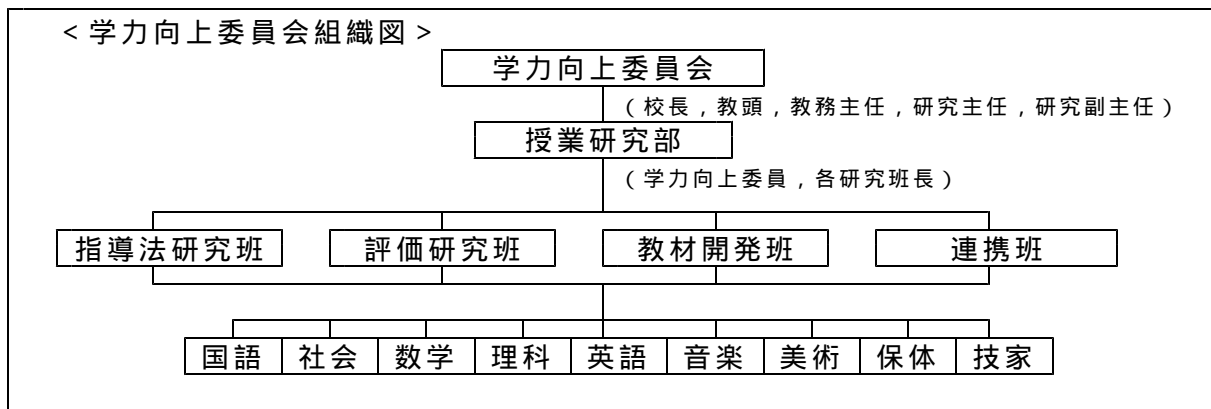 <学力向上委員会組織図>
学力向上委員会
(校長,教頭,教務主任,研究主任,研究副主任)
授業研究部
(学力向上委員,各研究班長)
指導法研究班 評価研究班 教材開発班 連携班
国語 社会 数学 理科 英語 音楽 美術 保体 技家